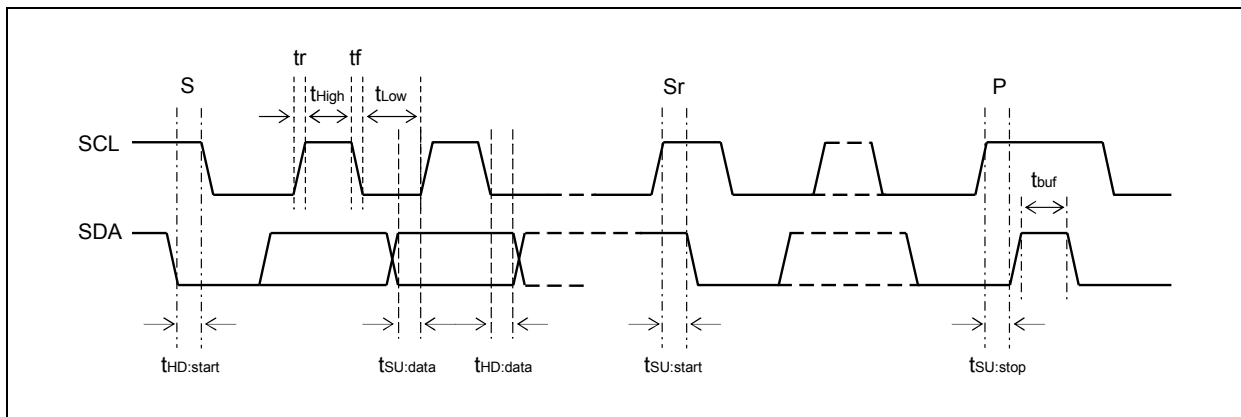 tr tf
S tHigh tLow Sr P
SCL
tbuf
SDA
tHD:start tSU:data tHD:data tSU:start tSU:stop